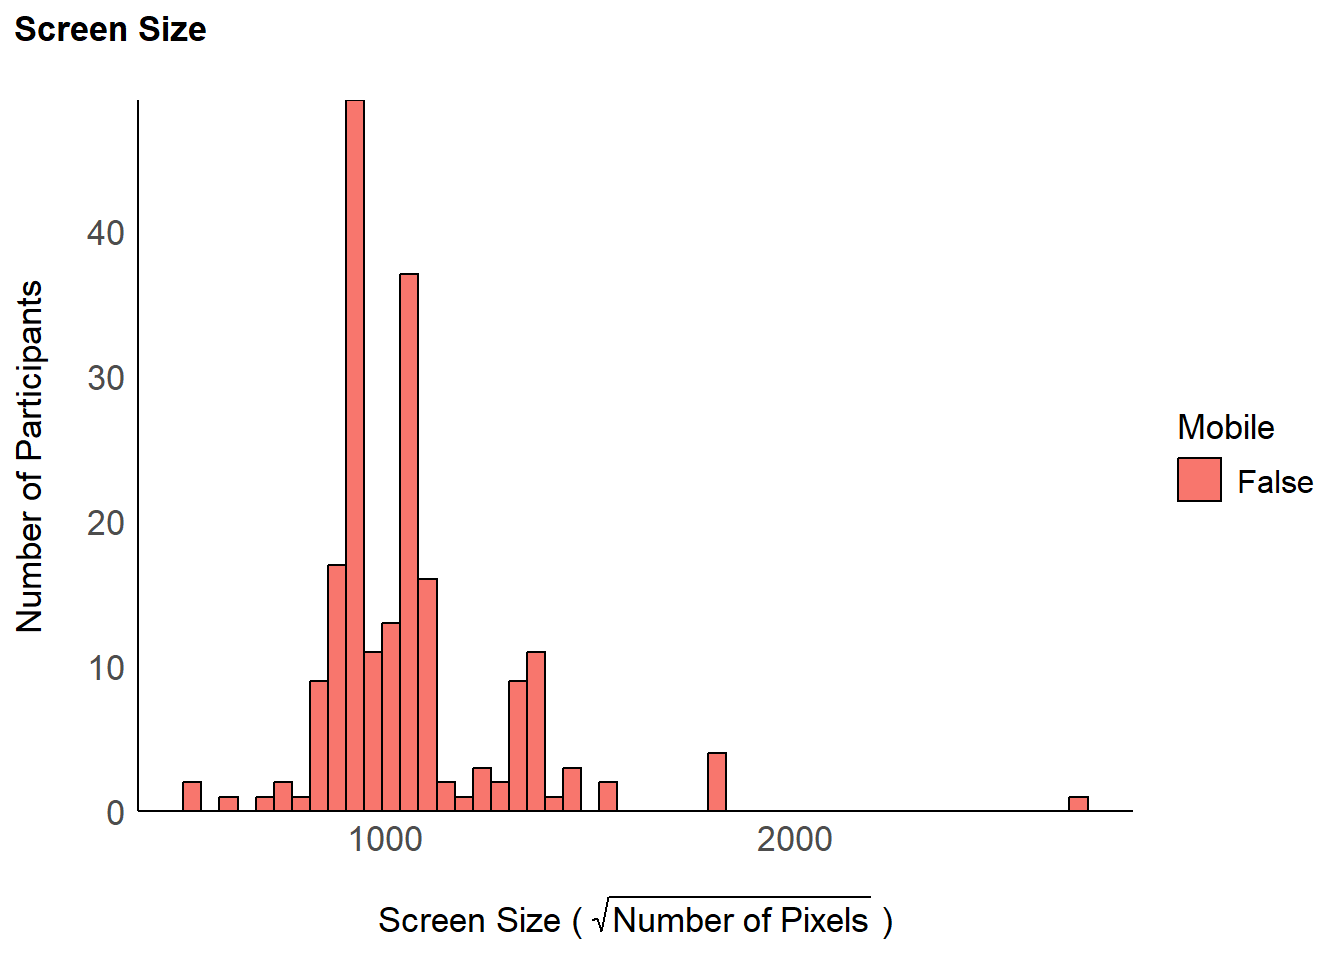 Screen Size
Number of Participants
40
30
20
10
0
1000 2000
Screen Size ( √Number of Pixels )
Mobile
False